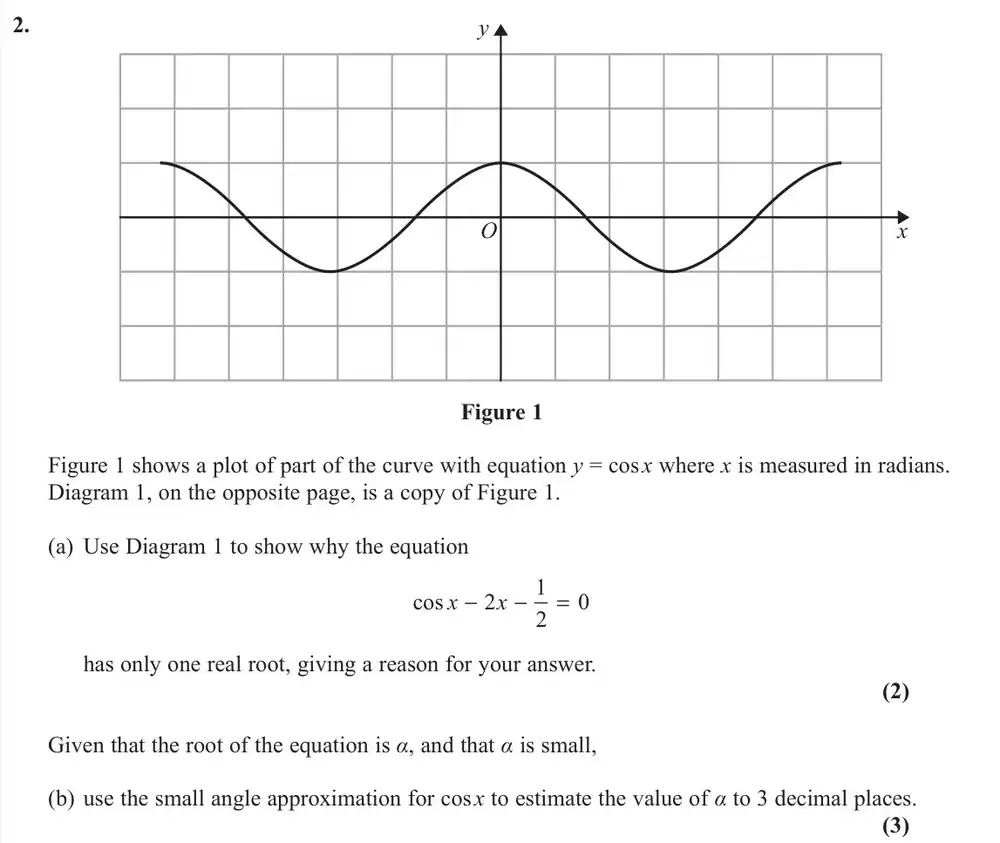 2.
y
O
x
Figure 1
Figure 1 shows a plot of part of the curve with equation y = cos x where x is measured in radians.
Diagram 1, on the opposite page, is a copy of Figure 1.
(a) Use Diagram 1 to show why the equation
cos x − 2x − 1/2 = 0
has only one real root, giving a reason for your answer.
(2)
Given that the root of the equation is α, and that α is small,
(b) use the small angle approximation for cos x to estimate the value of α to 3 decimal places.
(3)